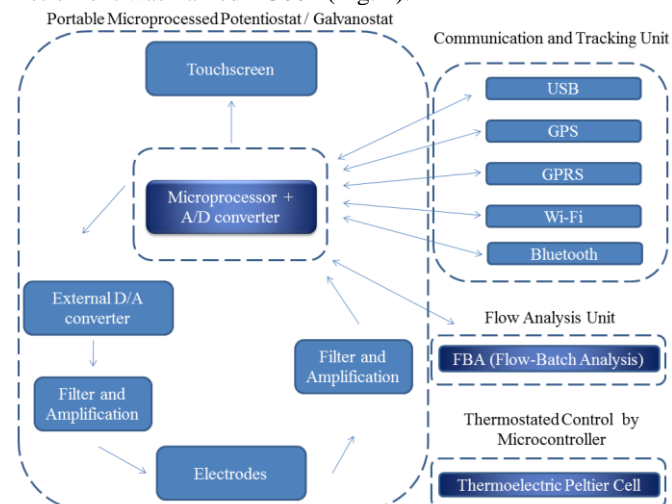 was named
Portable Microprocessed Potentiostat / Galvanostat
Communication and Tracking Unit
Touchscreen
USB
GPS
GPRS
Wi-Fi
Bluetooth
Microprocessor +
A/D converter
External D/A
converter
Filter and
Amplification
Filter and
Amplification
Electrodes
Flow Analysis Unit
FBA (Flow-Batch Analysis)
Thermostated Control by
Microcontroller
Thermoelectric Peltier Cell